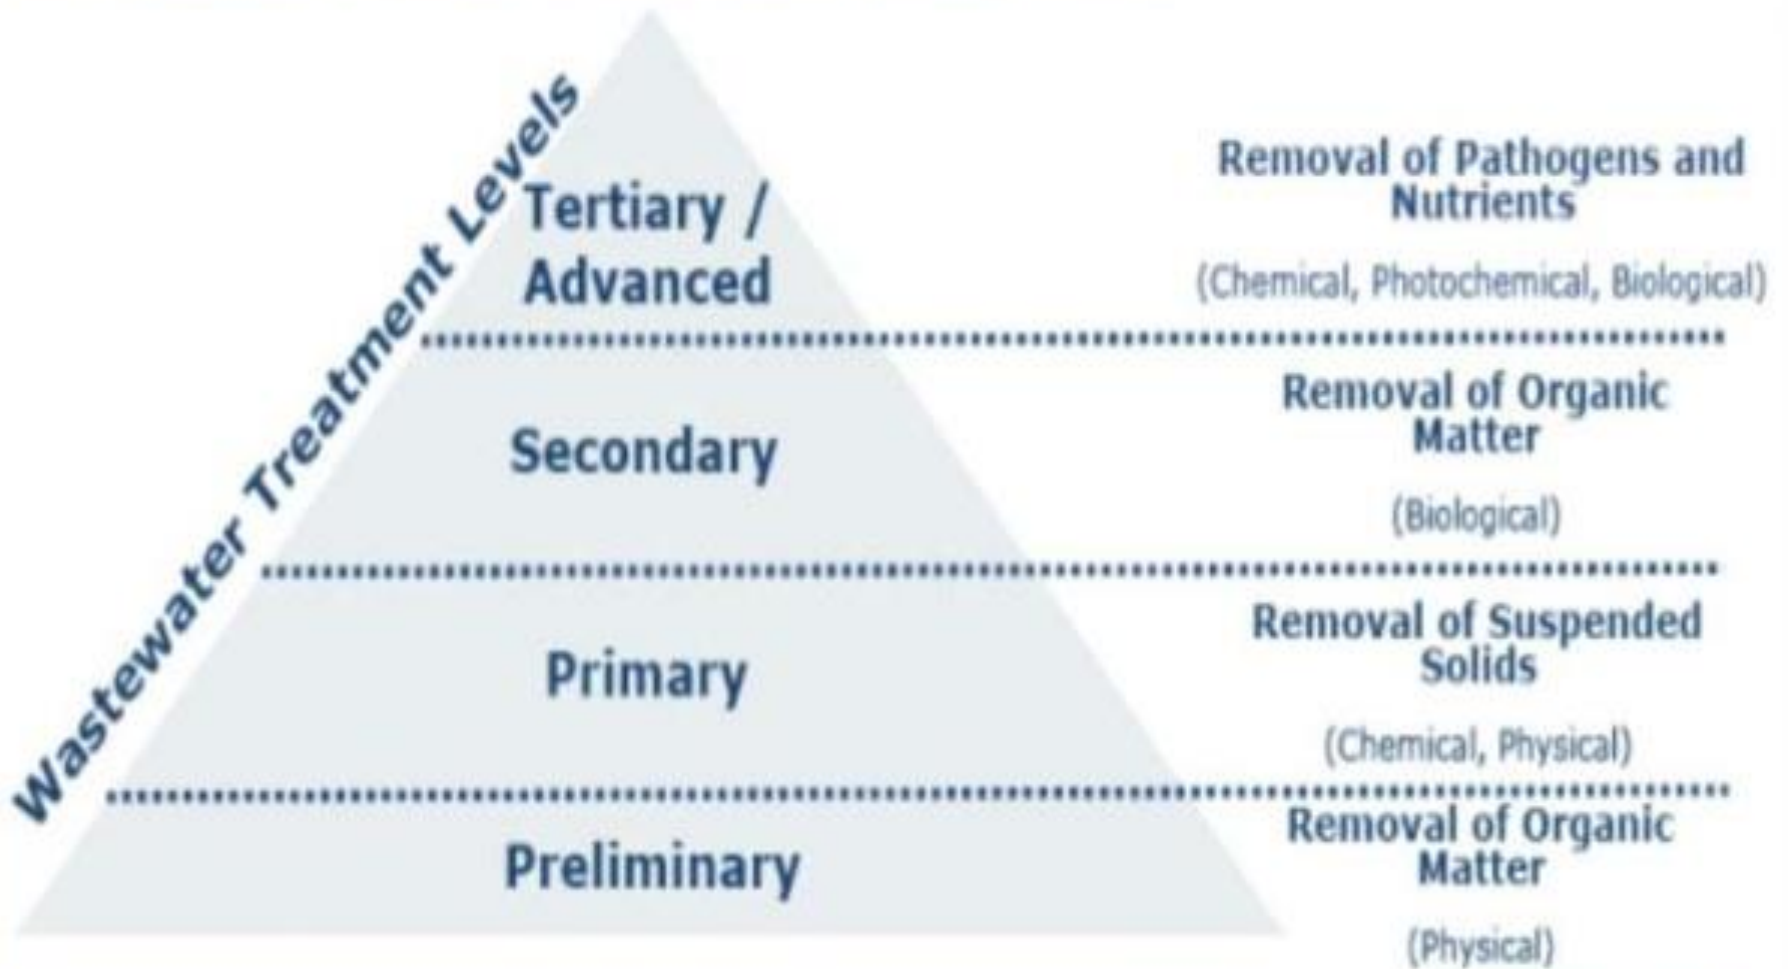 Wastewater Treatment Levels
Tertiary /
Advanced
Removal of Pathogens and
Nutrients
(Chemical, Photochemical, Biological)
Secondary
Removal of Organic
Matter
(Biological)
Primary
Removal of Suspended
Solids
(Chemical, Physical)
Preliminary
Removal of Organic
Matter
(Physical)